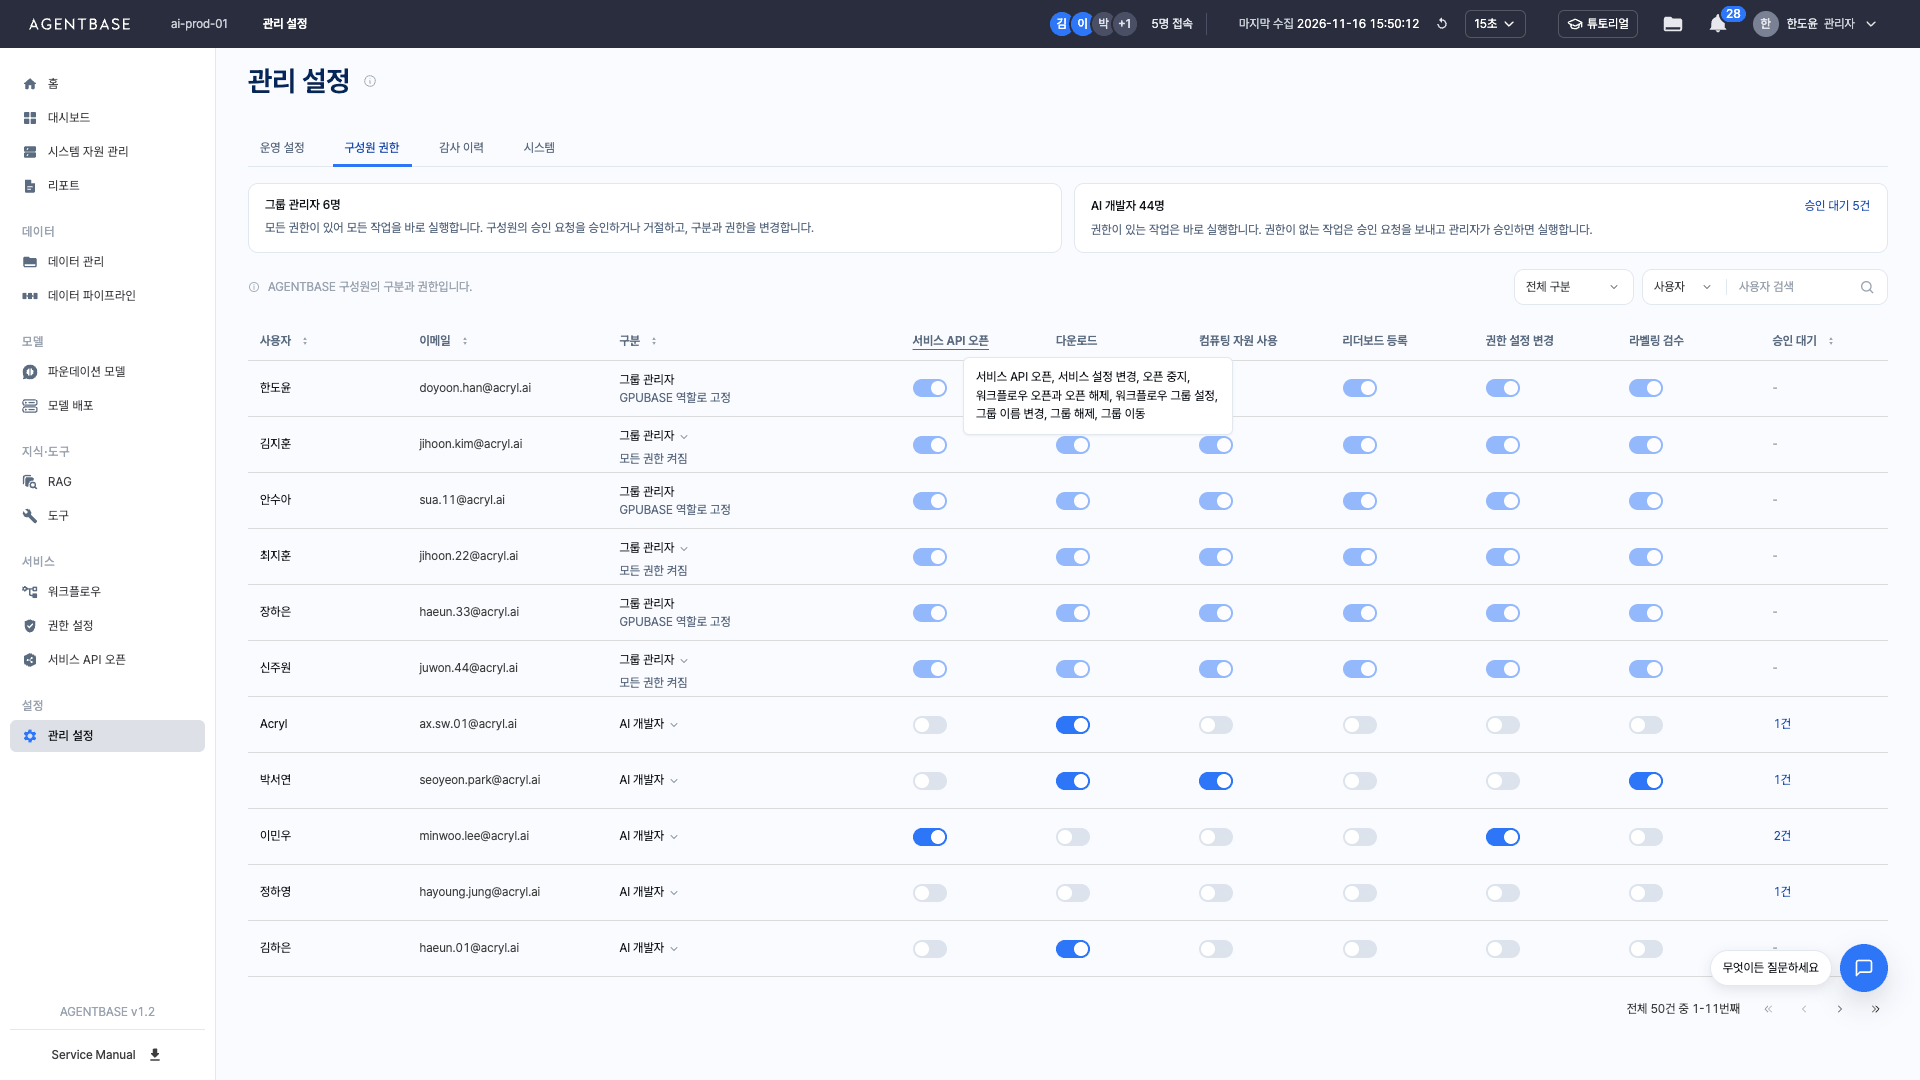 AGENTBASE
ai-prod-01
관리 설정
김 이 박 +1
5명 접속
마지막 수집 2026-11-16 15:50:12
15초
튜토리얼
28
한
한도윤 관리자
홈
대시보드
시스템 자원 관리
리포트
데이터
데이터 관리
데이터 파이프라인
모델
파운데이션 모델
모델 배포
지식·도구
RAG
도구
서비스
워크플로우
권한 설정
서비스 API 오픈
설정
관리 설정
AGENTBASE v1.2
Service Manual
관리 설정
운영 설정 구성원 권한 감사 이력 시스템
그룹 관리자 6명
모든 권한이 있어 모든 작업을 바로 실행합니다. 구성원의 승인 요청을 승인하거나 거절하고, 구분과 권한을 변경합니다.
AI 개발자 44명
승인 대기 5건
권한이 있는 작업은 바로 실행합니다. 권한이 없는 작업은 승인 요청을 보내고 관리자가 승인하면 실행합니다.
AGENTBASE 구성원의 구분과 권한입니다.
전체 구분
사용자
사용자 검색
사용자 이메일 구분 서비스 API 오픈 다운로드 컴퓨팅 자원 사용 리더보드 등록 권한 설정 변경 라벨링 검수 승인 대기
서비스 API 오픈, 서비스 설정 변경, 오픈 중지,
워크플로우 오픈과 오픈 해제, 워크플로우 그룹 설정,
그룹 이름 변경, 그룹 해제, 그룹 이동
한도윤 doyoon.han@acryl.ai 그룹 관리자 -
GPUBASE 역할로 고정
김지훈 jihoon.kim@acryl.ai 그룹 관리자 -
모든 권한 켜짐
안수아 sua.11@acryl.ai 그룹 관리자 -
GPUBASE 역할로 고정
최지훈 jihoon.22@acryl.ai 그룹 관리자 -
모든 권한 켜짐
장하은 haeun.33@acryl.ai 그룹 관리자 -
GPUBASE 역할로 고정
신주원 juwon.44@acryl.ai 그룹 관리자 -
모든 권한 켜짐
Acryl ax.sw.01@acryl.ai AI 개발자 1건
박서연 seoyeon.park@acryl.ai AI 개발자 1건
이민우 minwoo.lee@acryl.ai AI 개발자 2건
정하영 hayoung.jung@acryl.ai AI 개발자 1건
김하은 haeun.01@acryl.ai AI 개발자 -
무엇이든 질문하세요
전체 50건 중 1-11번째